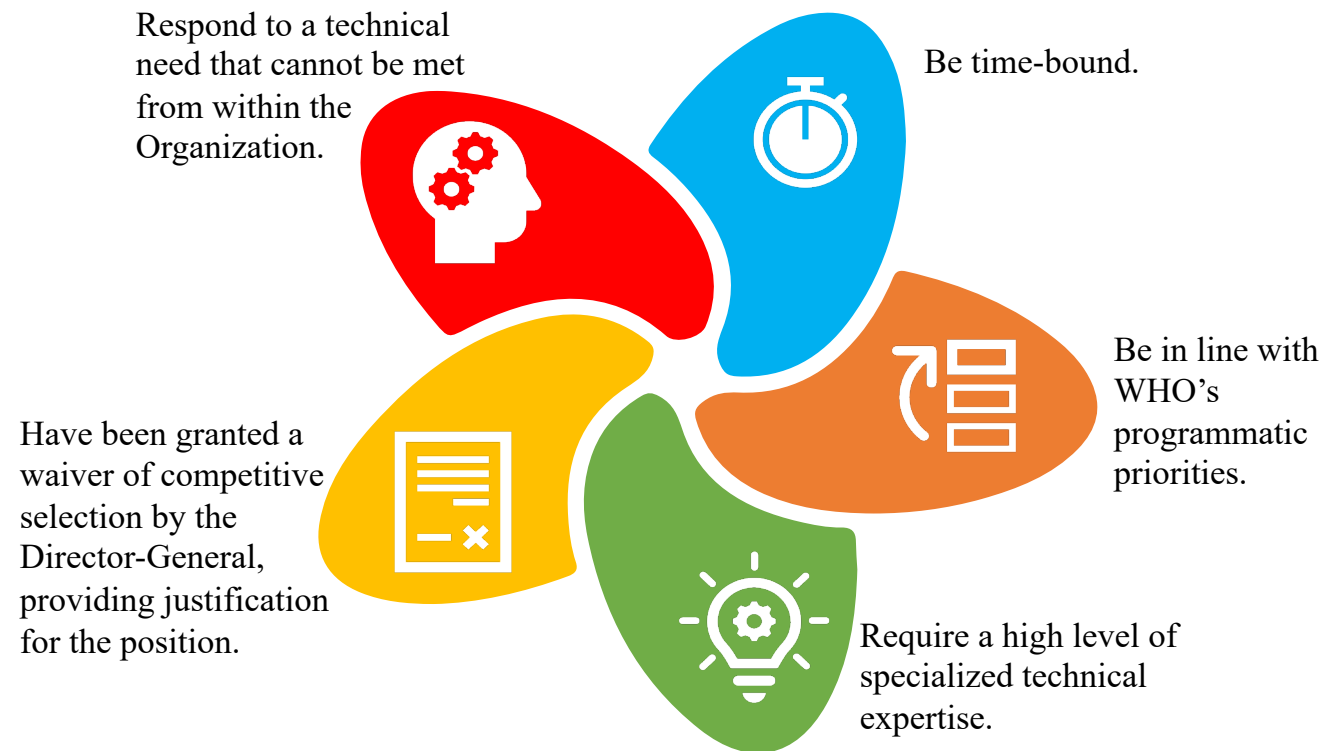 Respond to a technical
need that cannot be met
from within the
Organization.
Be time-bound.
Be in line with
WHO’s
programmatic
priorities.
Require a high level of
specialized technical
expertise.
Have been granted a
waiver of competitive
selection by the
Director-General,
providing justification
for the position.